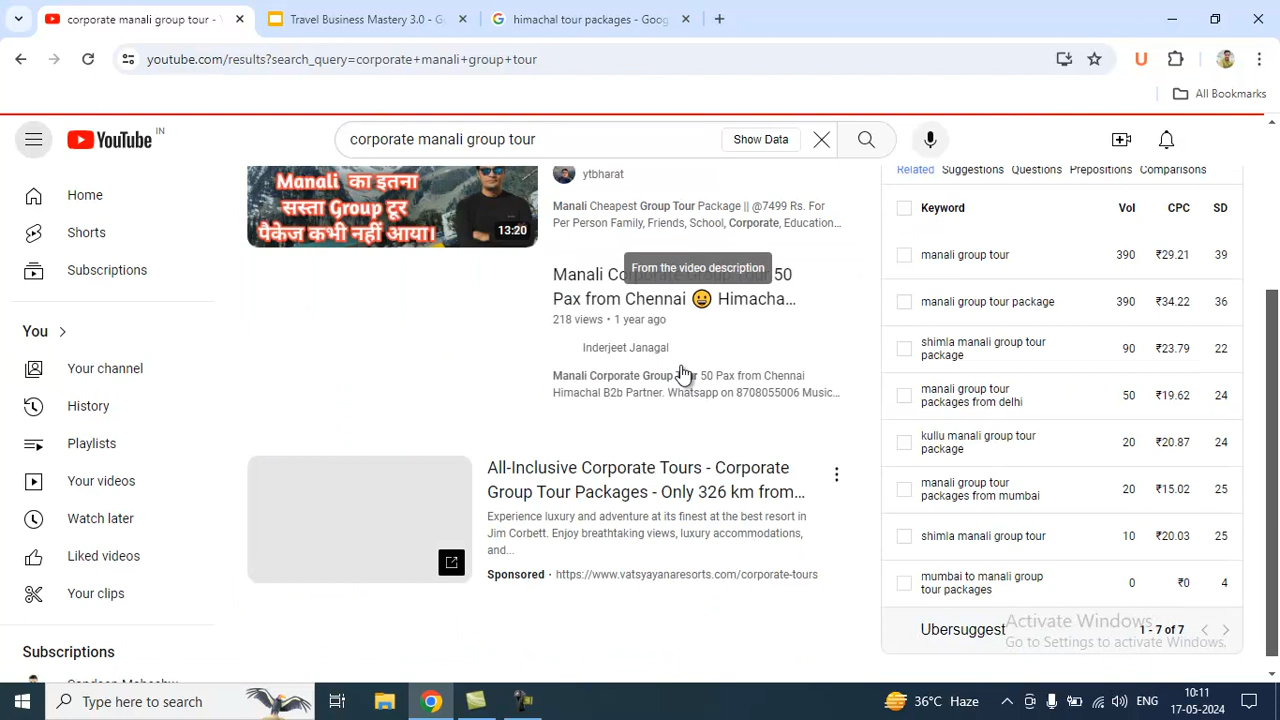 corporate manali group tour - Y
Travel Business Mastery 3.0 - G
himachal tour packages - Goog
youtube.com/results?search_query=corporate+manali+group+tour
All Bookmarks
YouTube IN
corporate manali group tour
Show Data
Home
Shorts
Subscriptions
You
Your channel
History
Playlists
Your videos
Watch later
Liked videos
Your clips
Subscriptions
Manali का इतना
सस्ता Group टूर
पैकेज कभी नहीं आया।
13:20
ytbharat
Manali Cheapest Group Tour Package || @7499 Rs. For
Per Person Family, Friends, School, Corporate, Education...
From the video description
Manali Corporate Group Tour 50
Pax from Chennai 😀 Himacha...
218 views • 1 year ago
Inderjeet Janagal
Manali Corporate Group Tour 50 Pax from Chennai
Himachal B2b Partner. Whatsapp on 8708055006 Music...
All-Inclusive Corporate Tours - Corporate
Group Tour Packages - Only 326 km from...
Experience luxury and adventure at its finest at the best resort in
Jim Corbett. Enjoy breathtaking views, luxury accommodations,
and...
Sponsored · https://www.vatsyayanaresorts.com/corporate-tours
Related Suggestions Questions Prepositions Comparisons
Keyword Vol CPC SD
manali group tour 390 ₹29.21 39
manali group tour package 390 ₹34.22 36
shimla manali group tour
package 90 ₹23.79 22
manali group tour
packages from delhi 50 ₹19.62 24
kullu manali group tour
package 20 ₹20.87 24
manali group tour
packages from mumbai 20 ₹15.02 25
shimla manali group tour 10 ₹20.03 25
mumbai to manali group
tour packages 0 ₹0 4
Ubersuggest 1 - 7 of 7
Activate Windows
Go to Settings to activate Windows.
Type here to search
36°C Haze
ENG
10:11
17-05-2024